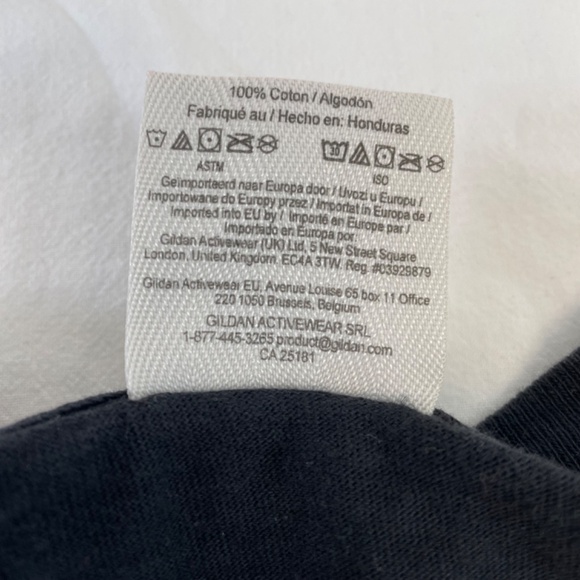 100% Coton / Algodón
Fabriqué au / Hecho en: Honduras
ASTM
ISO
Geïmporteerd naar Europa door / Uvozi u Europu /
Importowane do Europy przez / Importat in Europa de /
Imported into EU by / Importé en Europe par /
Importado en Europa por
Gildan Activewear (UK) Ltd, 5 New Street Square
London, United Kingdom EC4A 3TW Reg. #03929879
Gildan Activewear EU, Avenue Louise 65 box 11 Office
220 1050 Brussels, Belgium
GILDAN ACTIVEWEAR SRL
1-877-445-3265 product@gildan.com
CA 25181